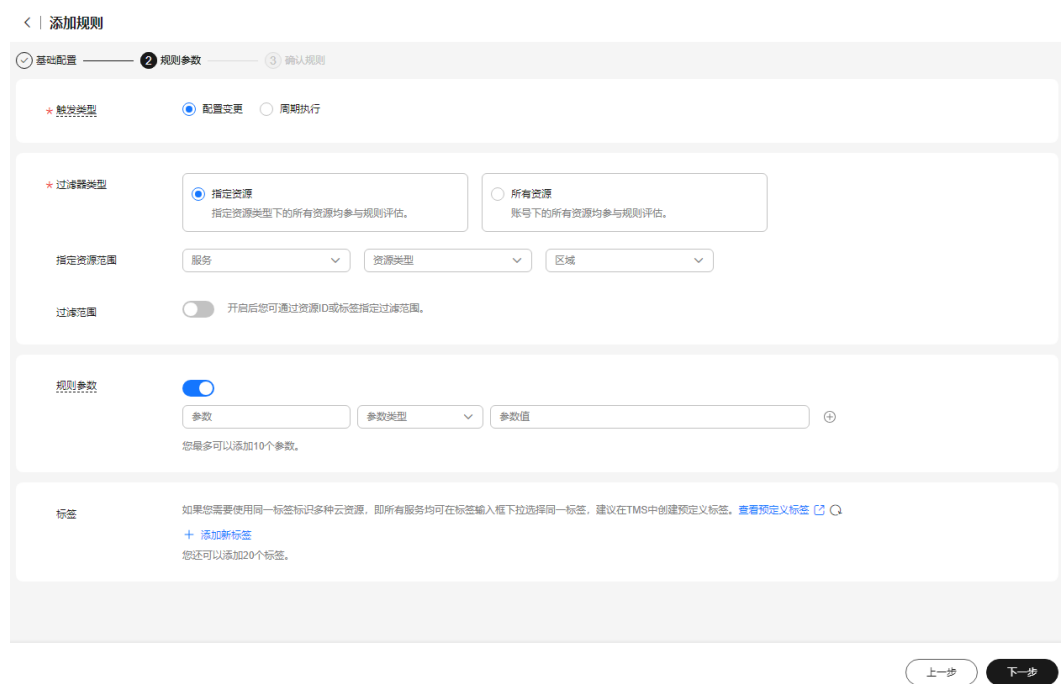 添加规则
基础配置 2 规则参数 3 确认规则
* 触发类型 配置变更 周期执行
* 过滤器类型 指定资源 所有资源
指定资源类型下的所有资源均参与规则评估。 账号下的所有资源均参与规则评估。
指定资源范围 服务 资源类型 区域
过滤范围 开启后您可通过资源ID或标签指定过滤范围。
规则参数
参数 参数类型 参数值
您最多可以添加10个参数。
标签 如果您需要使用同一标签标识多种云资源，即所有服务均可在标签输入框下拉选择同一标签，建议在TMS中创建预定义标签。查看预定义标签
+ 添加新标签
您还可以添加20个标签。
上一步 下一步